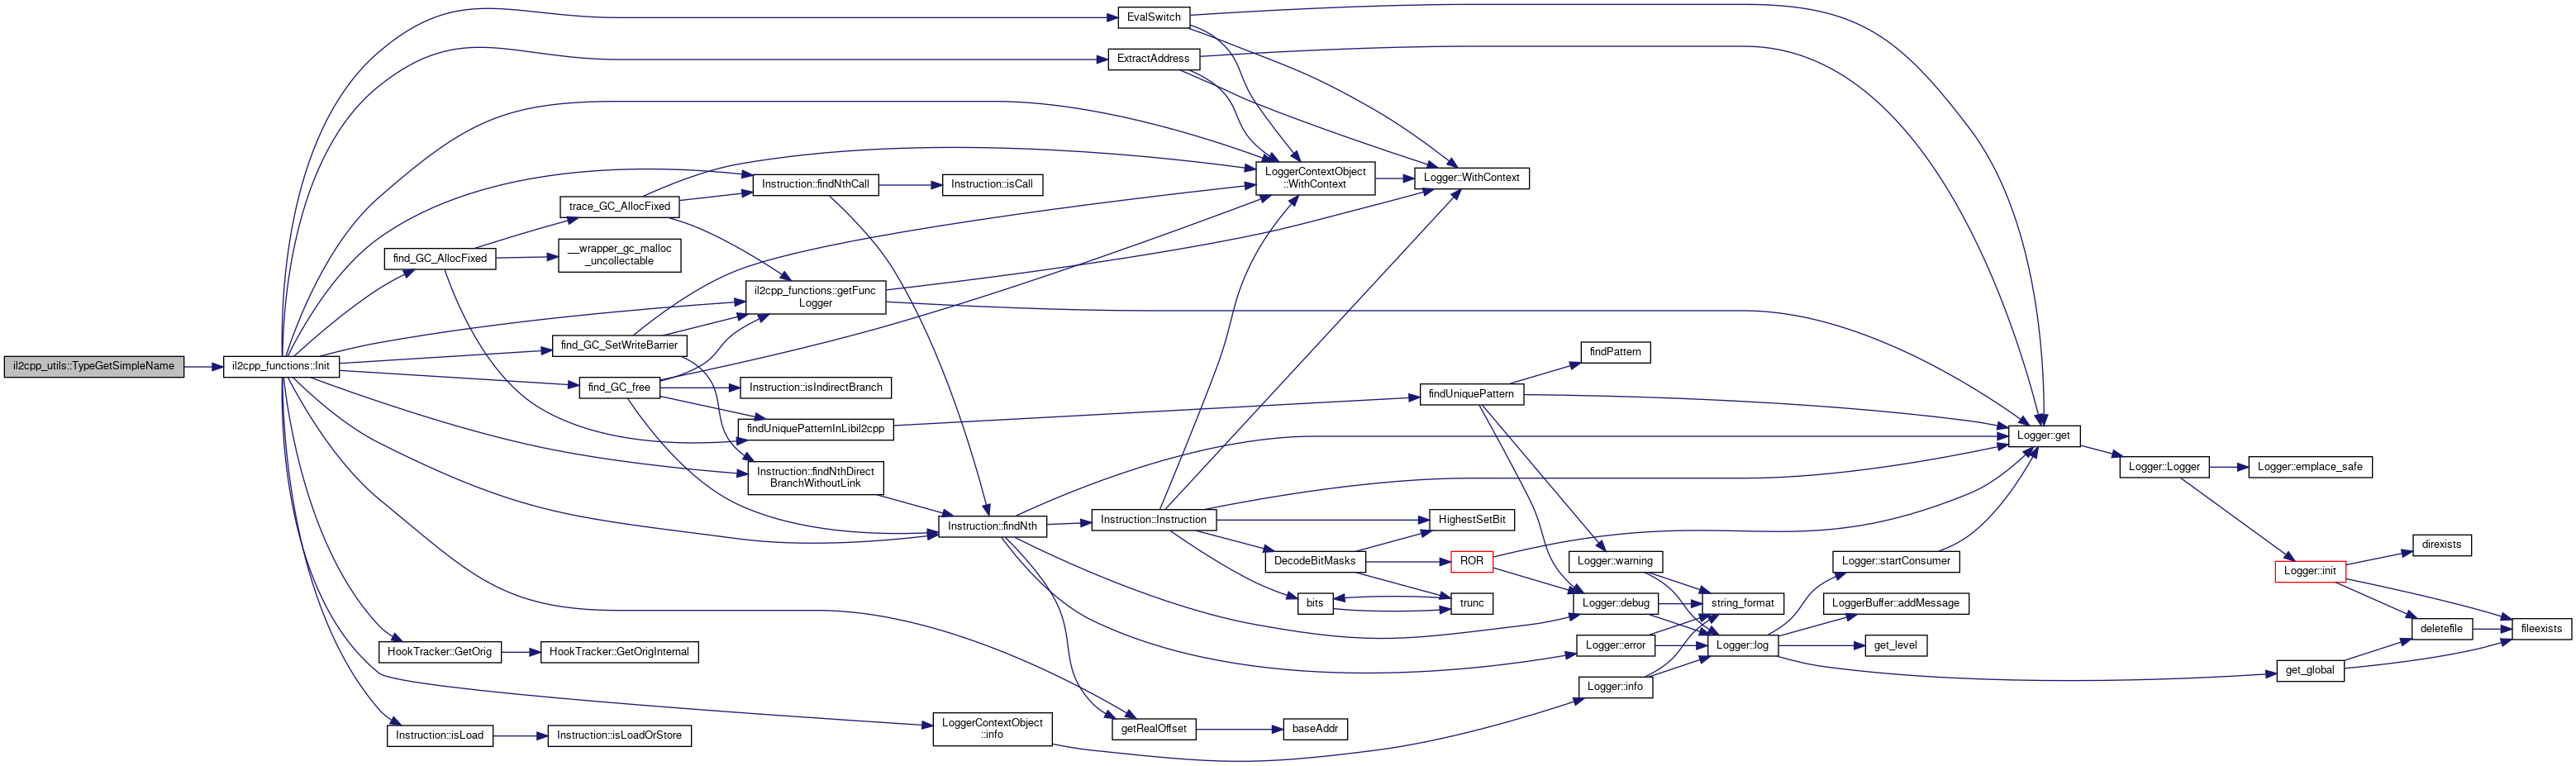 il2cpp_utils::TypeGetSimpleName
il2cpp_functions::Init
EvalSwitch
ExtractAddress
find_GC_AllocFixed
trace_GC_AllocFixed
__wrapper_gc_malloc
_uncollectable
find_GC_SetWriteBarrier
find_GC_free
HookTracker::GetOrig
HookTracker::GetOrigInternal
Instruction::isLoad
Instruction::isLoadOrStore
Instruction::findNthCall
Instruction::isCall
il2cpp_functions::getFunc
Logger
Instruction::isIndirectBranch
findUniquePatternInLibil2cpp
Instruction::findNthDirect
BranchWithoutLink
Instruction::findNth
LoggerContextObject
::info
LoggerContextObject
::WithContext
Logger::WithContext
Instruction::Instruction
getRealOffset
baseAddr
DecodeBitMasks
bits
HighestSetBit
ROR
trunc
findUniquePattern
findPattern
Logger::warning
Logger::debug
Logger::error
Logger::info
string_format
Logger::log
Logger::startConsumer
LoggerBuffer::addMessage
get_level
Logger::get
Logger::Logger
Logger::emplace_safe
Logger::init
get_global
direxists
deletefile
fileexists